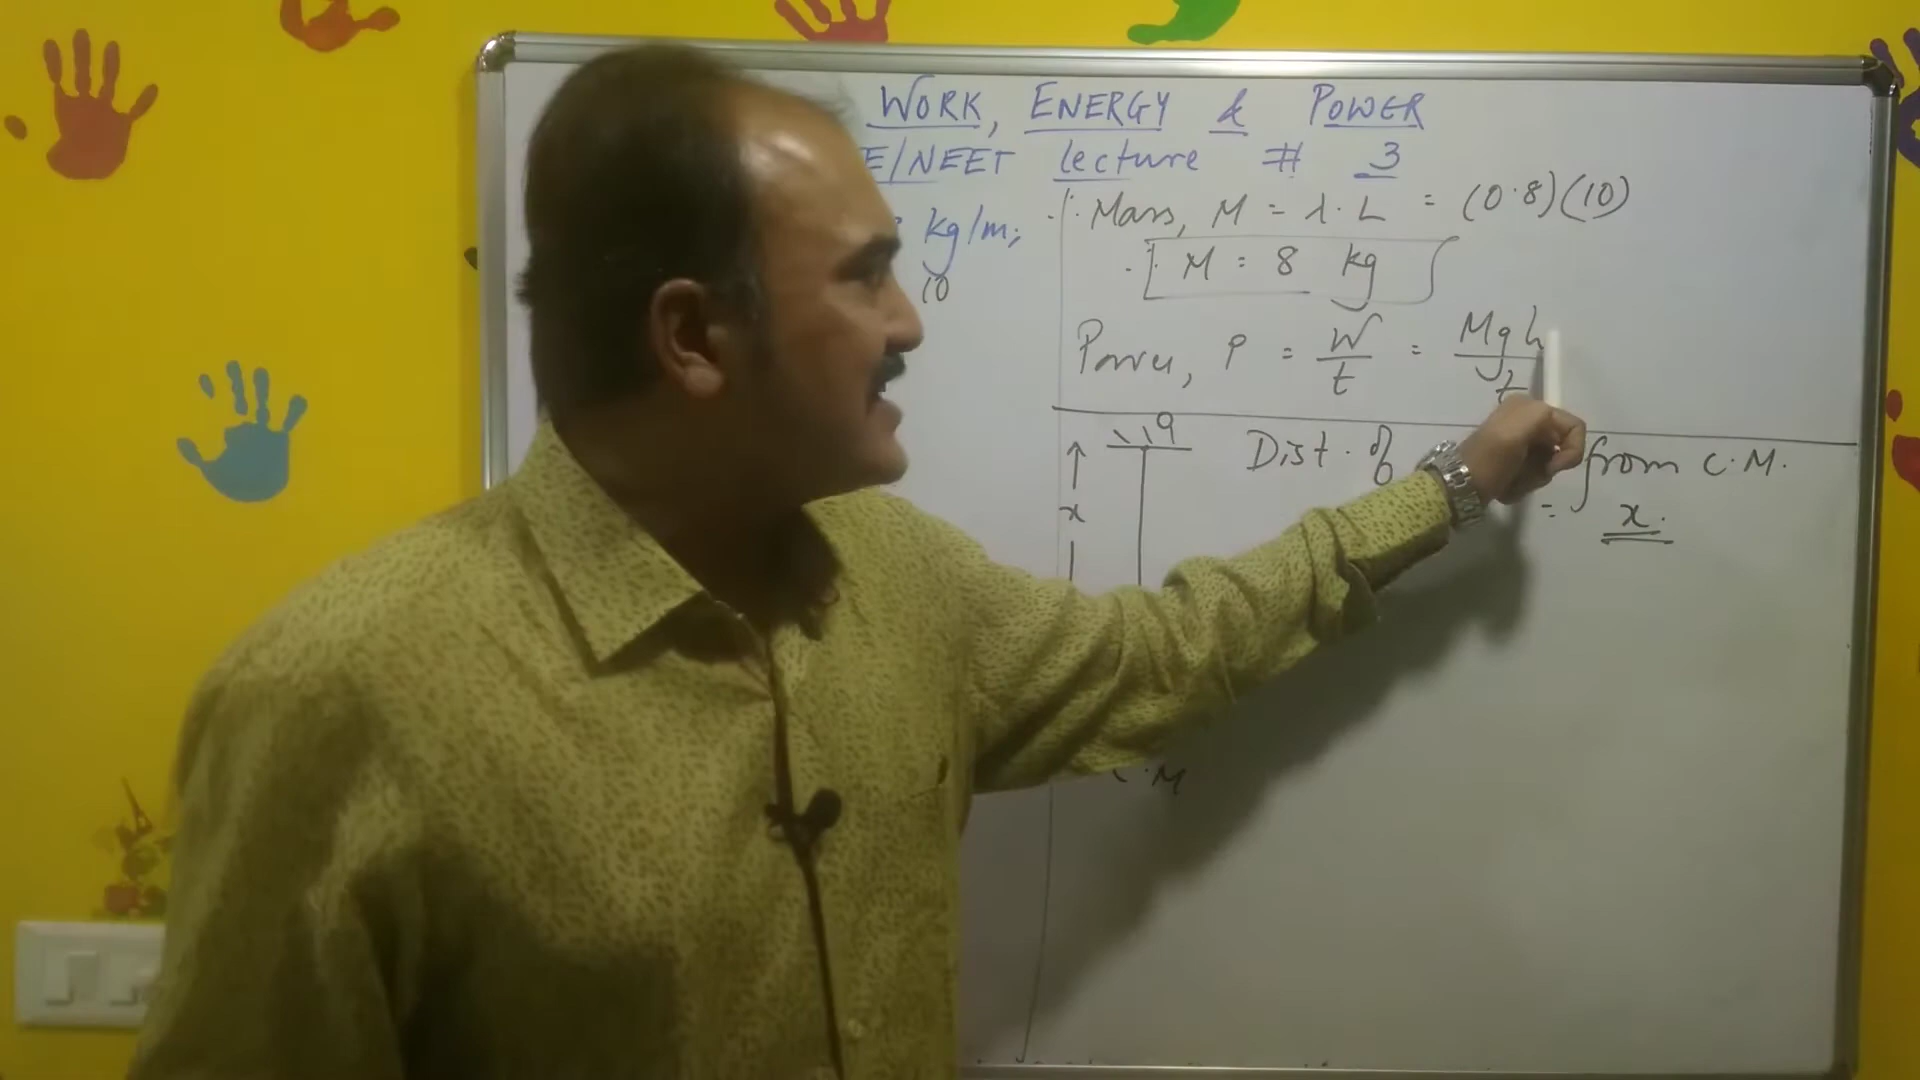 WORK, ENERGY & POWER
E/NEET Lecture # 3
kg/m;
10
∴ Mass, M = λ. L = (0.8)(10)
∴ M = 8 kg
Power, P = W/t = Mgh/t
x
Dist. of from C.M.
= x.
C.M